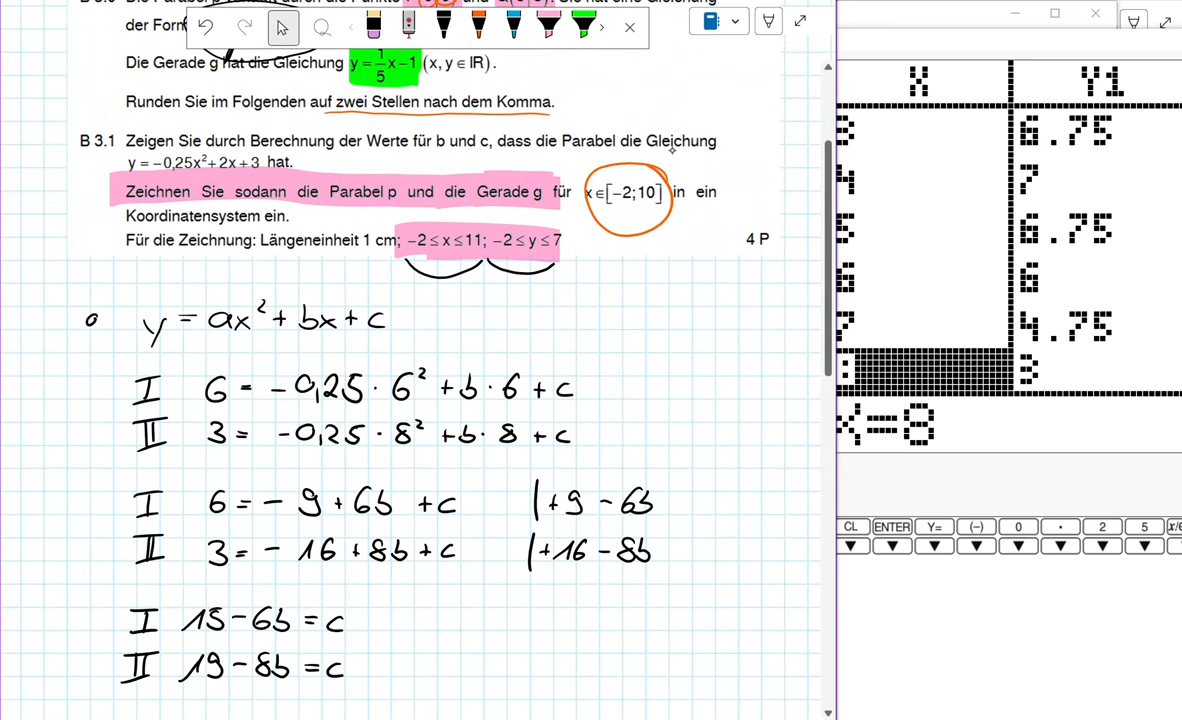 der Form
Die Gerade g hat die Gleichung y = 1/5 x − 1 (x, y ∈ IR).
Runden Sie im Folgenden auf zwei Stellen nach dem Komma.
B 3.1 Zeigen Sie durch Berechnung der Werte für b und c, dass die Parabel die Gleichung
y = −0,25x² + 2x + 3 hat.
Zeichnen Sie sodann die Parabel p und die Gerade g für x ∈ [−2; 10] in ein
Koordinatensystem ein.
Für die Zeichnung: Längeneinheit 1 cm; −2 ≤ x ≤ 11; −2 ≤ y ≤ 7 4 P
y = ax² + bx + c
I 6 = −0,25 · 6² + b · 6 + c
II 3 = −0,25 · 8² + b · 8 + c
I 6 = − 9 + 6b + c |+9 − 6b
II 3 = − 16 + 8b + c |+16 − 8b
I 15 − 6b = c
II 19 − 8b = c
X Y1
3 6.75
4 7
5 6.75
6 6
7 4.75
8 3
X=8
CL ENTER Y= (−) 0 . 2 5